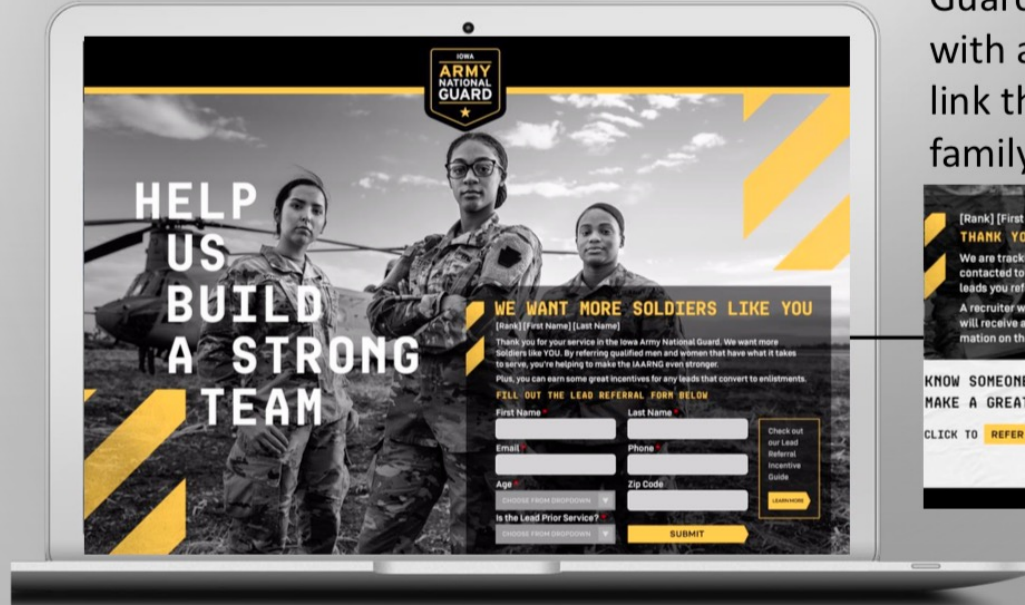 IOWA
ARMY
NATIONAL
GUARD
HELP
US
BUILD
A STRONG
TEAM
WE WANT MORE SOLDIERS LIKE YOU
[Rank] [First Name] [Last Name]
Thank you for your service in the Iowa Army National Guard. We want more
Soldiers like YOU. By referring qualified men and women that have what it takes
to serve, you're helping to make the IAARNG even stronger.
Plus, you can earn some great incentives for any leads that convert to enlistments.
FILL OUT THE LEAD REFERRAL FORM BELOW
First Name *
Last Name *
Email *
Phone *
Age *
Zip Code
CHOOSE FROM DROPDOWN
Is the Lead Prior Service? *
CHOOSE FROM DROPDOWN
SUBMIT
Check out
our Lead
Referral
Incentive
Guide
LEARN MORE
with a
link th
family
[Rank] [First
THANK YO
We are track
contacted to
leads you ref
A recruiter w
will receive a
mation on th
KNOW SOMEONE
MAKE A GREAT
CLICK TO REFER